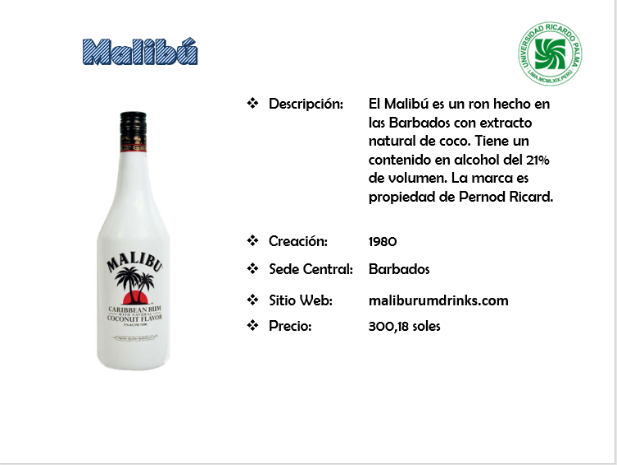 Malibú
UNIVERSIDAD RICARDO PALMA
LIMA MCMLXIX PERU
❖ Descripción: El Malibú es un ron hecho en
las Barbados con extracto
natural de coco. Tiene un
contenido en alcohol del 21%
de volumen. La marca es
propiedad de Pernod Ricard.
❖ Creación: 1980
❖ Sede Central: Barbados
❖ Sitio Web: maliburumdrinks.com
❖ Precio: 300,18 soles
MALIBU
CARIBBEAN RUM
WITH NATURAL
COCONUT FLAVOR